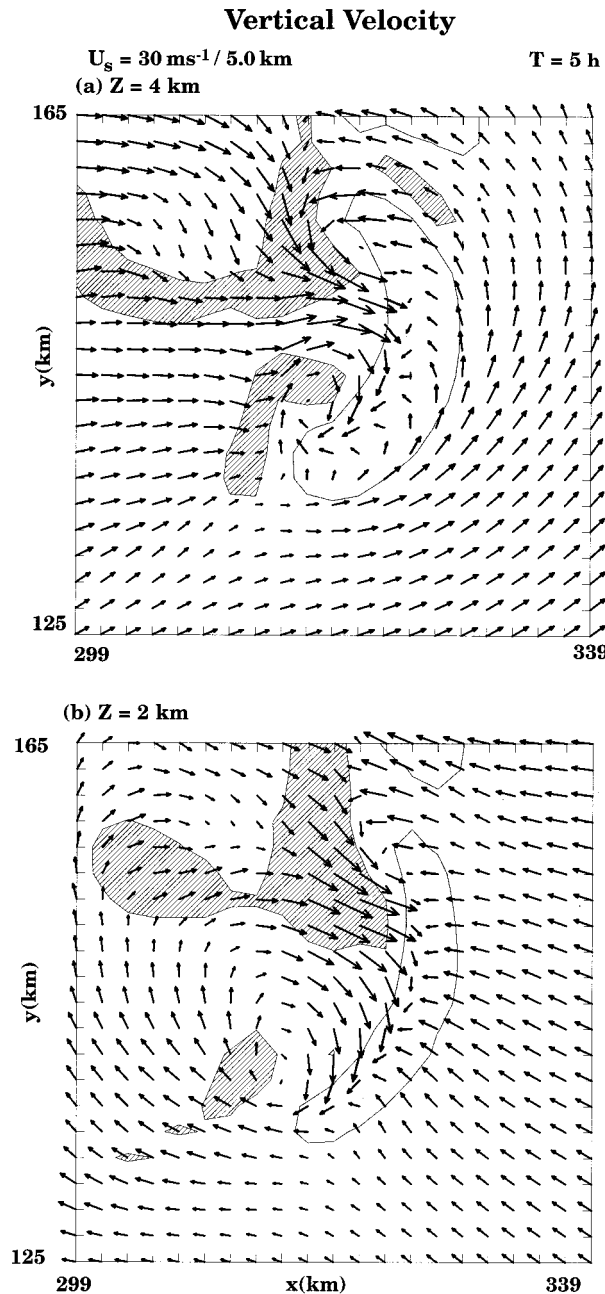 Vertical Velocity
U_s = 30 ms⁻¹ / 5.0 km T = 5 h
(a) Z = 4 km
165
y(km)
125
299 339
(b) Z = 2 km
165
y(km)
125
299 x(km) 339